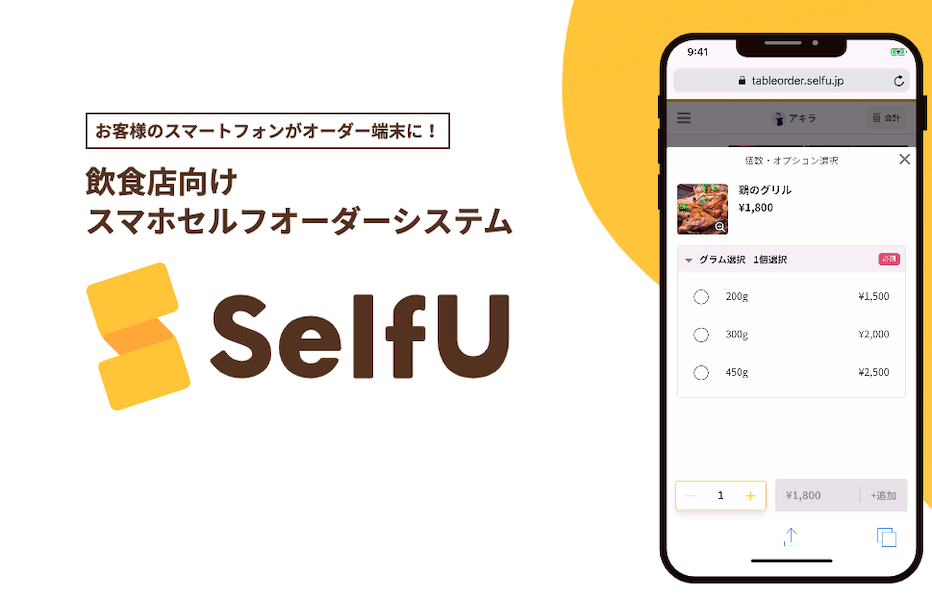 お客様のスマートフォンがオーダー端末に！
飲食店向け
スマホセルフオーダーシステム
SelfU
9:41
tableorder.selfu.jp
アキラ
会計
個数・オプション選択
鶏のグリル
¥1,800
グラム選択 1個選択
必須
200g ¥1,500
300g ¥2,000
450g ¥2,500
1
¥1,800
+追加